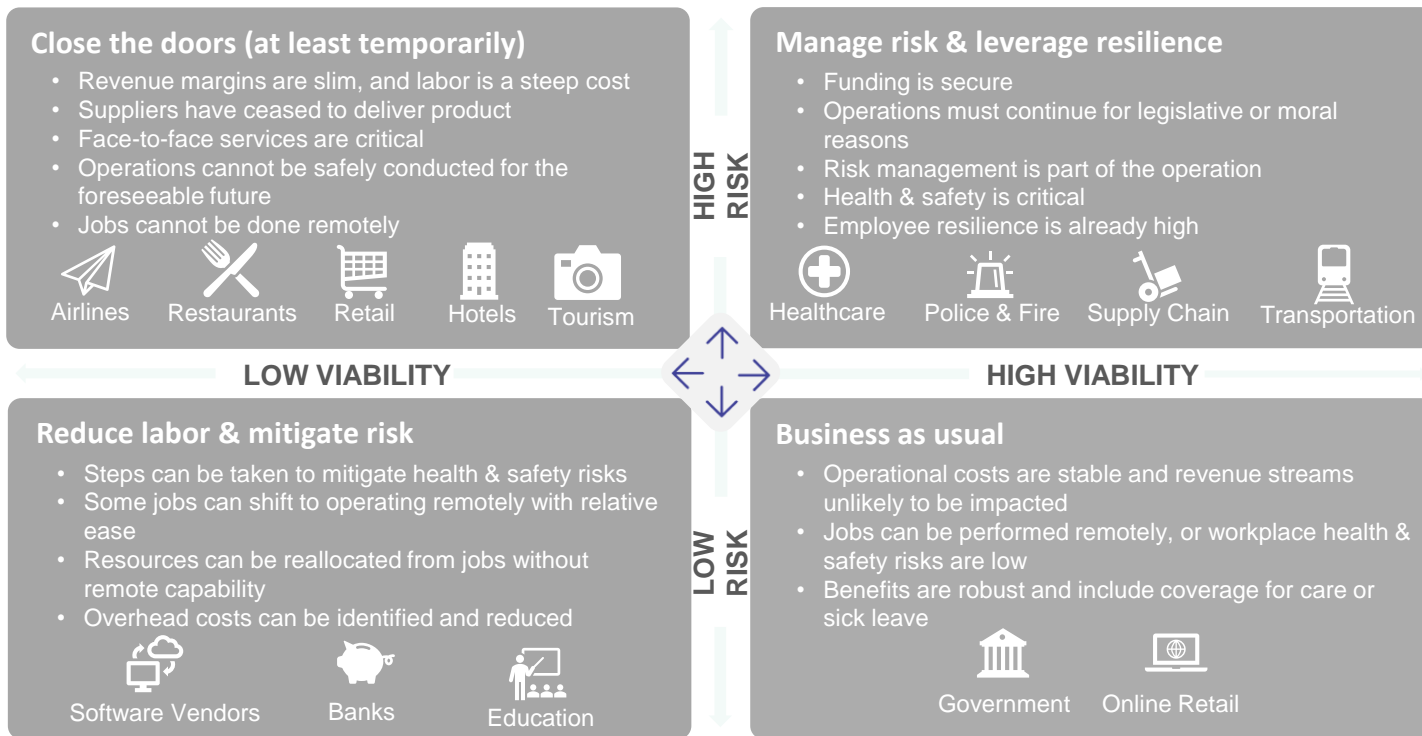 Close the doors (at least temporarily)
• Revenue margins are slim, and labor is a steep cost
• Suppliers have ceased to deliver product
• Face-to-face services are critical
• Operations cannot be safely conducted for the
foreseeable future
• Jobs cannot be done remotely
Airlines
Restaurants
Retail
Hotels
Tourism
HIGH
RISK
Manage risk & leverage resilience
• Funding is secure
• Operations must continue for legislative or moral
reasons
• Risk management is part of the operation
• Health & safety is critical
• Employee resilience is already high
Healthcare
Police & Fire
Supply Chain
Transportation
LOW VIABILITY
HIGH VIABILITY
Reduce labor & mitigate risk
• Steps can be taken to mitigate health & safety risks
• Some jobs can shift to operating remotely with relative
ease
• Resources can be reallocated from jobs without
remote capability
• Overhead costs can be identified and reduced
Software Vendors
Banks
Education
LOW
RISK
Business as usual
• Operational costs are stable and revenue streams
unlikely to be impacted
• Jobs can be performed remotely, or workplace health &
safety risks are low
• Benefits are robust and include coverage for care or
sick leave
Government
Online Retail